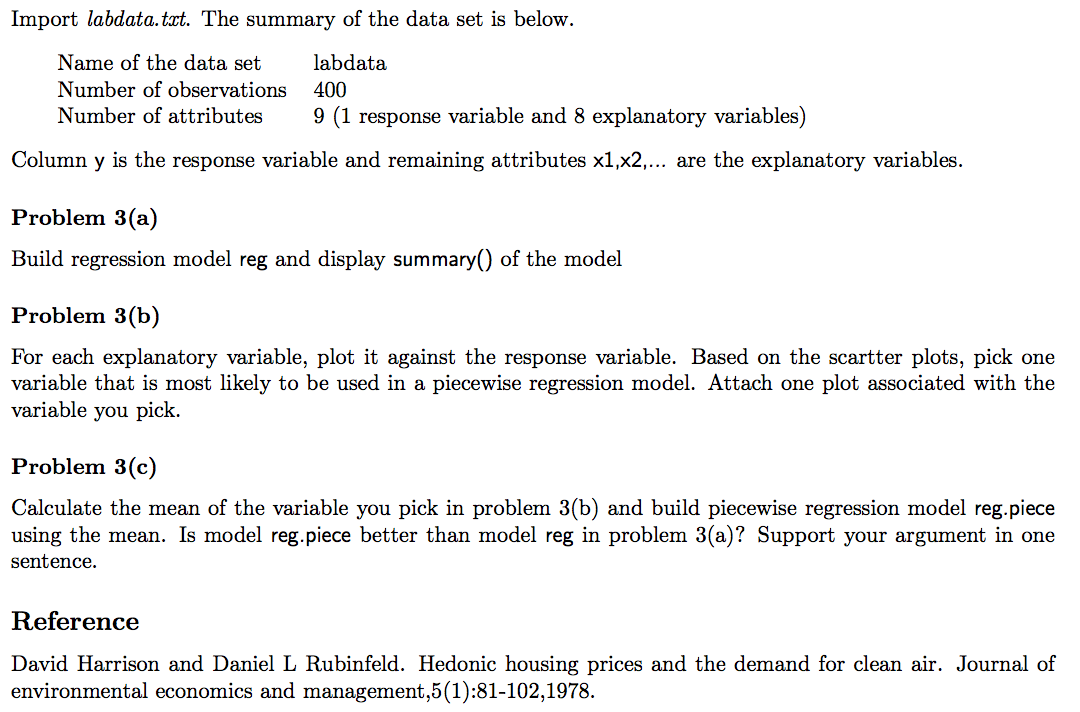 Import labdata.txt. The summary of the data set is below.
Name of the data set labdata
Number of observations 400
Number of attributes 9 (1 response variable and 8 explanatory variables)
Column y is the response variable and remaining attributes x1,x2,... are the explanatory variables.
Problem 3(a)
Build regression model reg and display summary() of the model
Problem 3(b)
For each explanatory variable, plot it against the response variable. Based on the scartter plots, pick one
variable that is most likely to be used in a piecewise regression model. Attach one plot associated with the
variable you pick.
Problem 3(c)
Calculate the mean of the variable you pick in problem 3(b) and build piecewise regression model reg.piece
using the mean. Is model reg.piece better than model reg in problem 3(a)? Support your argument in one
sentence.
Reference
David Harrison and Daniel L Rubinfeld. Hedonic housing prices and the demand for clean air. Journal of
environmental economics and management,5(1):81-102,1978.